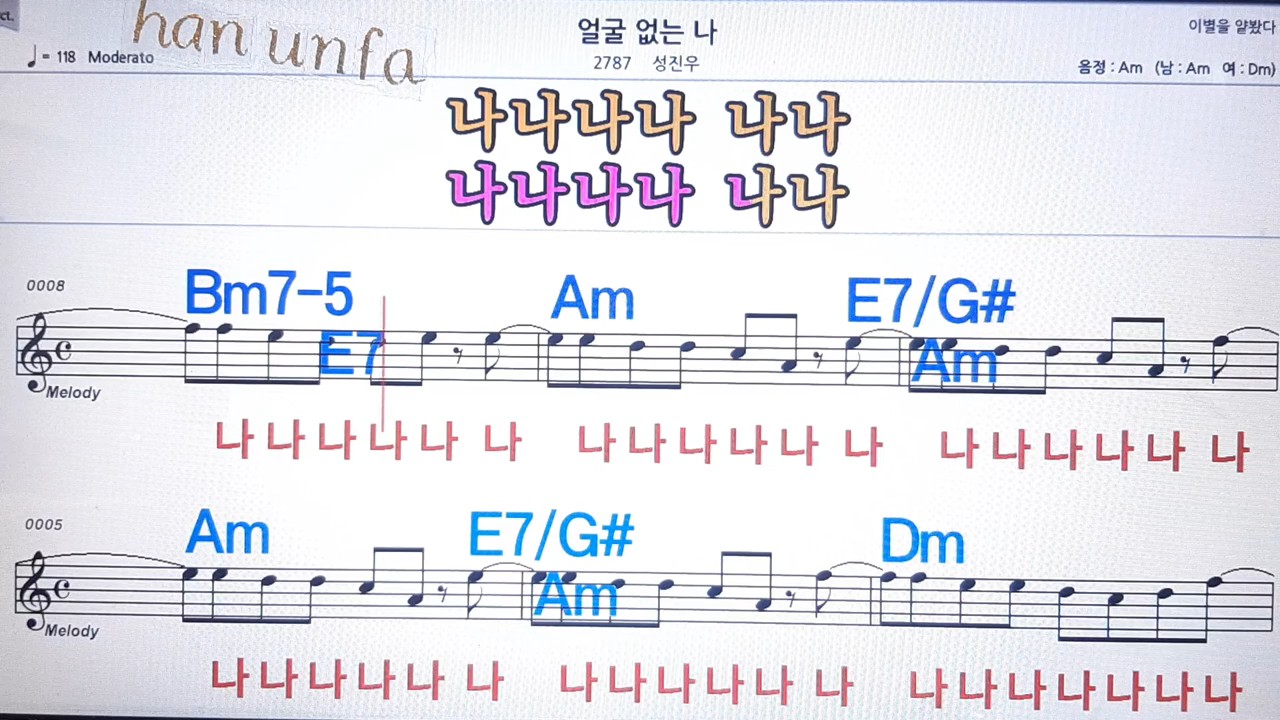 ct.
han unfa
얼굴 없는 나
이별을 얕봤다
♩= 118 Moderato
2787 성진우
음정 : Am (남 : Am 여 : Dm)
나나나나 나나
나나나나 나나
0008
Bm7-5 E7 Am E7/G# Am
Melody
나 나 나 나 나 나 나 나 나 나 나 나 나 나 나 나 나 나
0005
Am E7/G# Am Dm
Melody
나 나 나 나 나 나 나 나 나 나 나 나 나 나 나 나 나 나 나